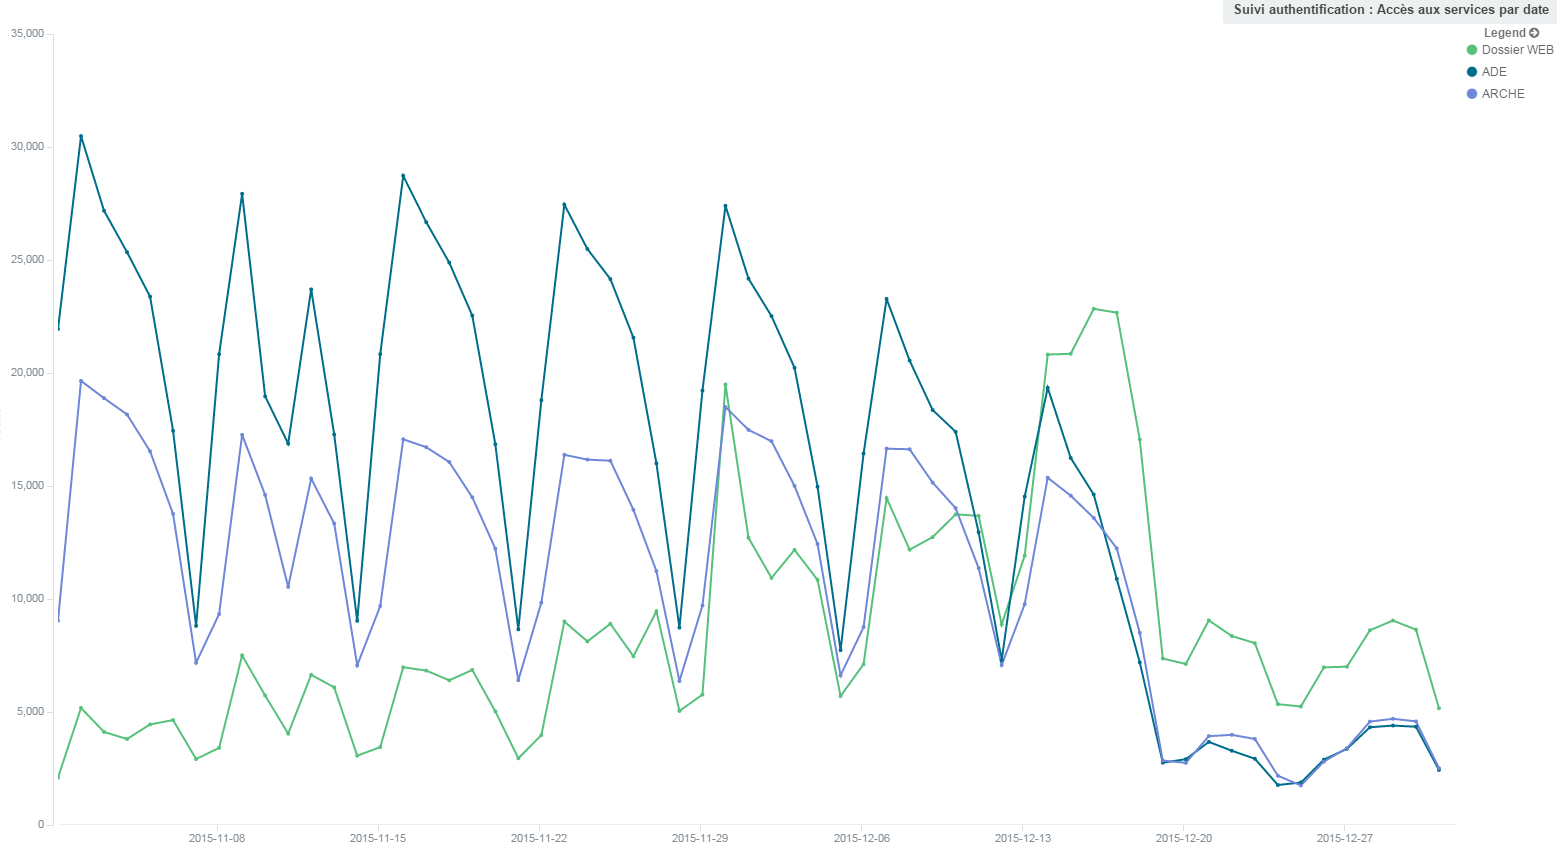 Suivi authentification : Accès aux services par date
Legend
Dossier WEB
ADE
ARCHE
35,000
30,000
25,000
20,000
15,000
10,000
5,000
0
2015-11-08 2015-11-15 2015-11-22 2015-11-29 2015-12-06 2015-12-13 2015-12-20 2015-12-27